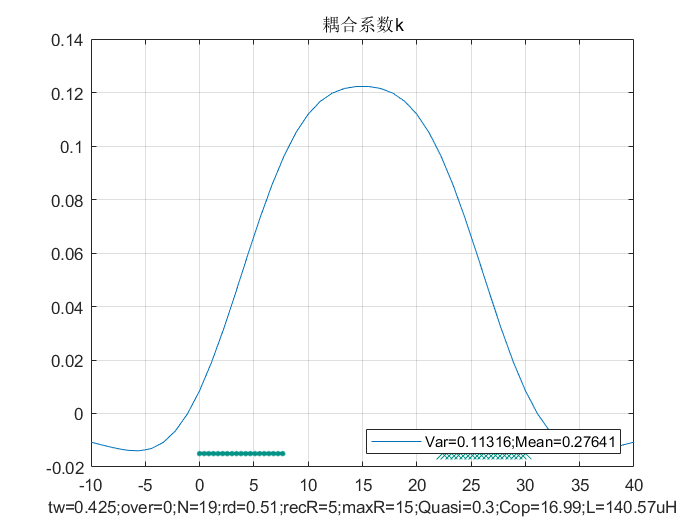 耦合系数k
0.14
0.12
0.1
0.08
0.06
0.04
0.02
0
-0.02
Var=0.11316;Mean=0.27641
-10 -5 0 5 10 15 20 25 30 35 40
tw=0.425;over=0;N=19;rd=0.51;recR=5;maxR=15;Quasi=0.3;Cop=16.99;L=140.57uH